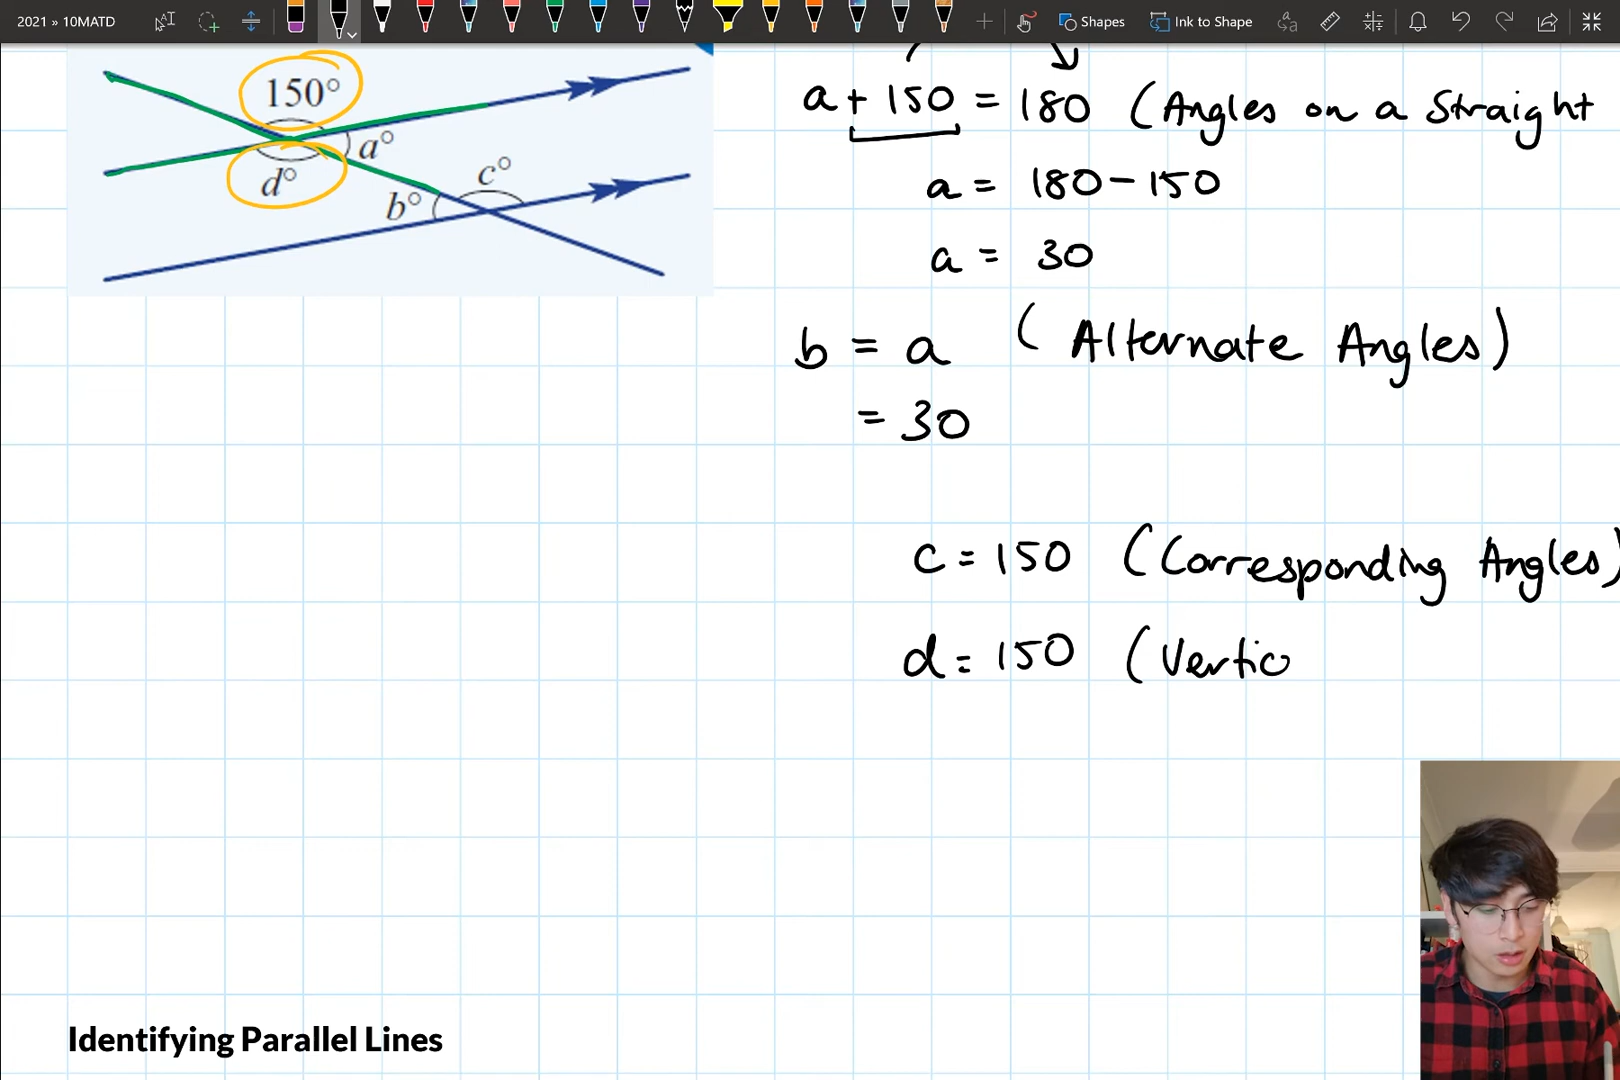 2021 » 10MATD
Shapes
Ink to Shape
150°
a°
d°
c°
b°
a + 150 = 180 (Angles on a Straight
a = 180 - 150
a = 30
b = a (Alternate Angles)
= 30
c = 150 (Corresponding Angles)
d = 150 (Vertic
Identifying Parallel Lines